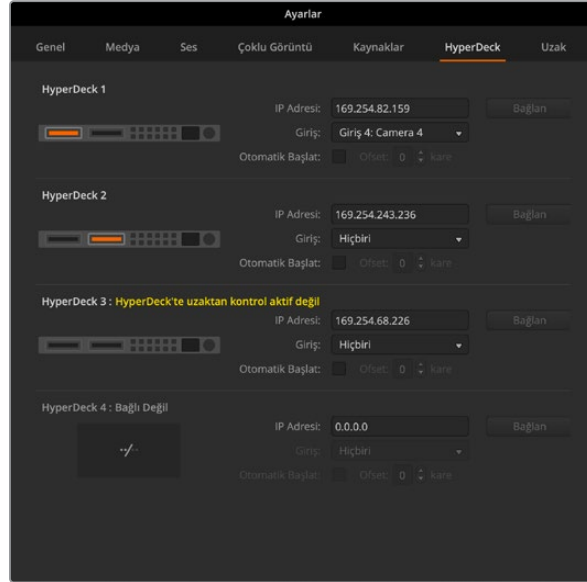 Ayarlar
Genel Medya Ses Çoklu Görüntü Kaynaklar HyperDeck Uzak
HyperDeck 1
IP Adresi: 169.254.82.159 Bağlan
Giriş: Giriş 4: Camera 4
Otomatik Başlat: Ofset: 0 kare
HyperDeck 2
IP Adresi: 169.254.243.236 Bağlan
Giriş: Hiçbiri
Otomatik Başlat: Ofset: 0 kare
HyperDeck 3 : HyperDeck'te uzaktan kontrol aktif değil
IP Adresi: 169.254.68.226 Bağlan
Giriş: Hiçbiri
Otomatik Başlat: Ofset: 0 kare
HyperDeck 4 : Bağlı Değil
IP Adresi: 0.0.0.0 Bağlan
--/-- Giriş: Hiçbiri
Otomatik Başlat: Ofset: 0 kare